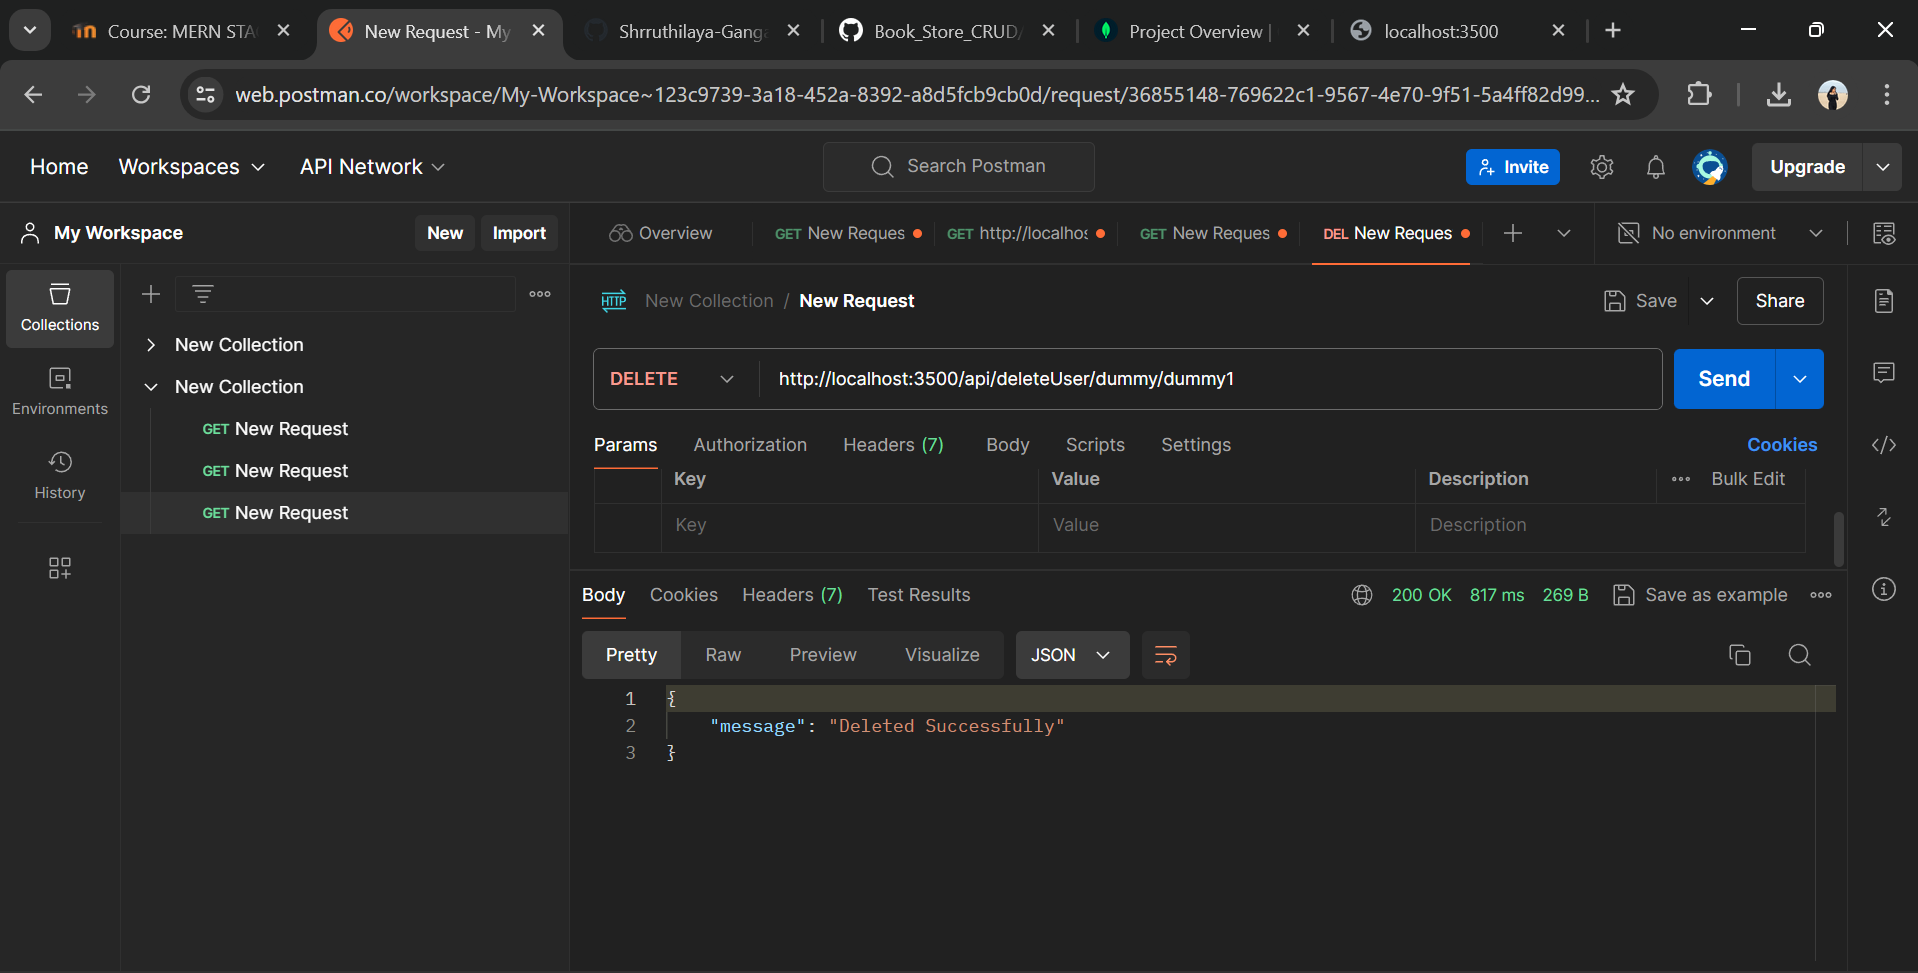 Course: MERN STA
New Request - My
Shrruthilaya-Ganga
Book_Store_CRUD/
Project Overview |
localhost:3500
web.postman.co/workspace/My-Workspace~123c9739-3a18-452a-8392-a8d5fcb9cb0d/request/36855148-769622c1-9567-4e70-9f51-5a4ff82d99...
Home Workspaces API Network Search Postman Invite Upgrade
My Workspace New Import
Overview GET New Reques GET http://localhos GET New Reques DEL New Reques No environment
Collections
Environments
History
New Collection
New Collection
GET New Request
GET New Request
GET New Request
HTTP New Collection / New Request Save Share
DELETE http://localhost:3500/api/deleteUser/dummy/dummy1 Send
Params Authorization Headers (7) Body Scripts Settings Cookies
Key Value Description Bulk Edit
Key Value Description
Body Cookies Headers (7) Test Results 200 OK 817 ms 269 B Save as example
Pretty Raw Preview Visualize JSON
1 {
2 "message": "Deleted Successfully"
3 }